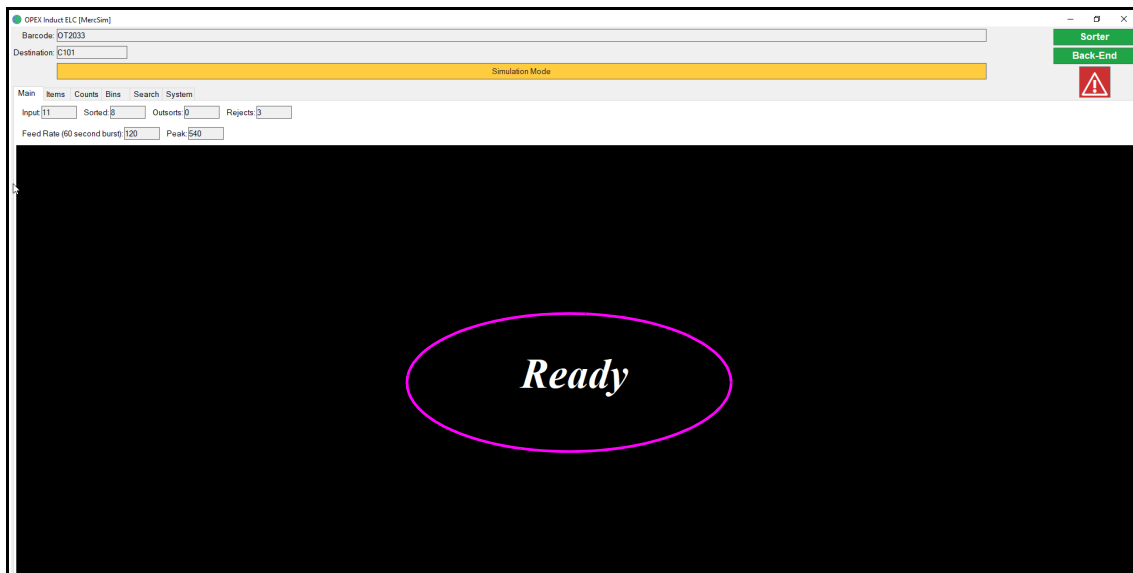 OPEX Induct ELC [MercSim]
Barcode: OT2033
Sorter
Destination: C101
Back-End
Simulation Mode
Main Items Counts Bins Search System
Input: 11 Sorted: 8 Outsorts: 0 Rejects: 3
Feed Rate (60 second burst): 120 Peak: 540
Ready